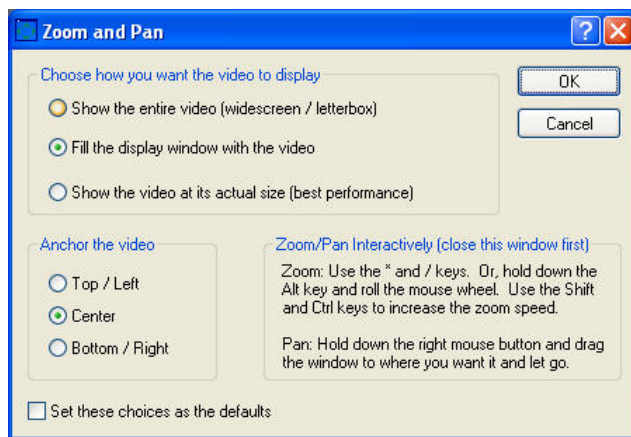 Zoom and Pan
?
Choose how you want the video to display
OK
Show the entire video (widescreen / letterbox)
Cancel
Fill the display window with the video
Show the video at its actual size (best performance)
Anchor the video
Top / Left
Center
Bottom / Right
Zoom/Pan Interactively (close this window first)
Zoom: Use the * and / keys. Or, hold down the
Alt key and roll the mouse wheel. Use the Shift
and Ctrl keys to increase the zoom speed.
Pan: Hold down the right mouse button and drag
the window to where you want it and let go.
Set these choices as the defaults